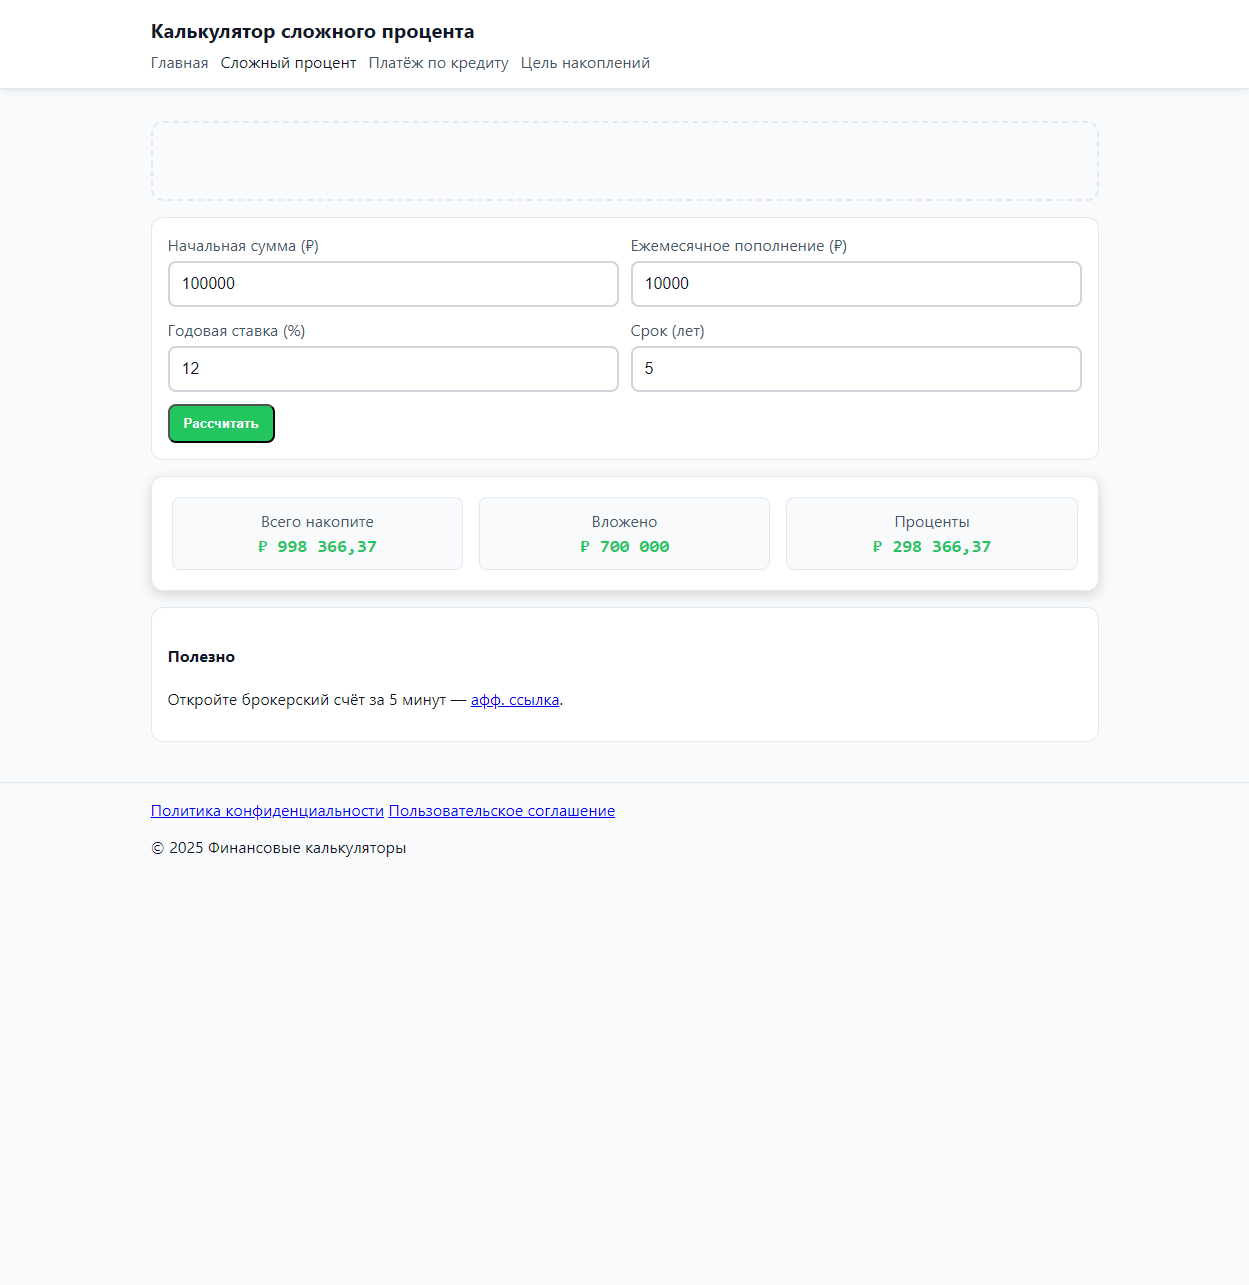 Калькулятор сложного процента
Главная Сложный процент Платёж по кредиту Цель накоплений
Начальная сумма (₽) Ежемесячное пополнение (₽)
100000 10000
Годовая ставка (%) Срок (лет)
12 5
Рассчитать
Всего накопите Вложено Проценты
₽ 998 366,37 ₽ 700 000 ₽ 298 366,37
Полезно
Откройте брокерский счёт за 5 минут — афф. ссылка.
Политика конфиденциальности Пользовательское соглашение
© 2025 Финансовые калькуляторы